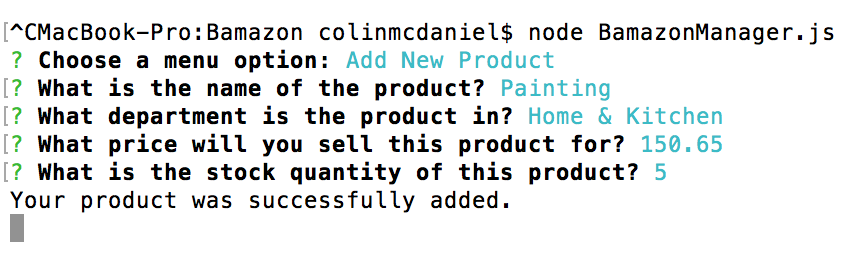 [^CMacBook-Pro:Bamazon colinmcdaniel$ node BamazonManager.js
? Choose a menu option: Add New Product
[? What is the name of the product? Painting
[? What department is the product in? Home & Kitchen
[? What price will you sell this product for? 150.65
[? What is the stock quantity of this product? 5
Your product was successfully added.